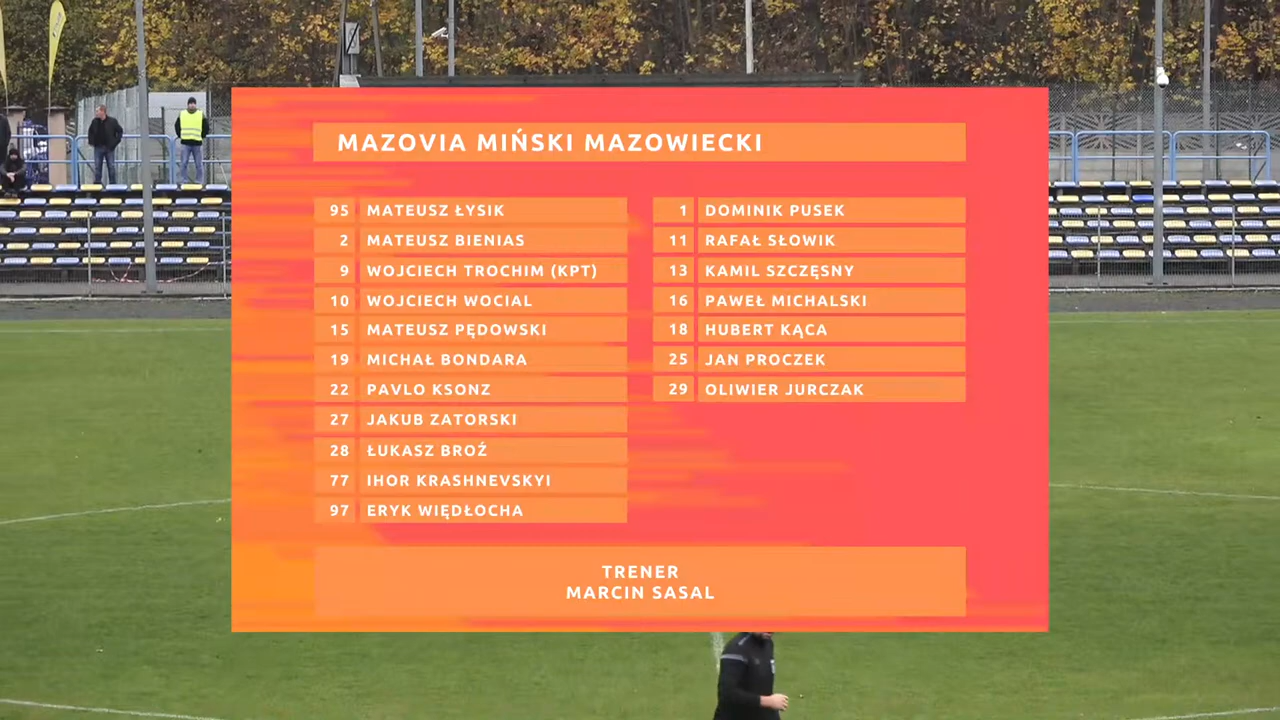 MAZOVIA MIŃSKI MAZOWIECKI
95 MATEUSZ ŁYSIK
2 MATEUSZ BIENIAS
9 WOJCIECH TROCHIM (KPT)
10 WOJCIECH WOCIAL
15 MATEUSZ PĘDOWSKI
19 MICHAŁ BONDARA
22 PAVLO KSONZ
27 JAKUB ZATORSKI
28 ŁUKASZ BROŹ
77 IHOR KRASHNEVSKYI
97 ERYK WIĘDŁOCHA
1 DOMINIK PUSEK
11 RAFAŁ SŁOWIK
13 KAMIL SZCZĘSNY
16 PAWEŁ MICHALSKI
18 HUBERT KĄCA
25 JAN PROCZEK
29 OLIWIER JURCZAK
TRENER
MARCIN SASAL